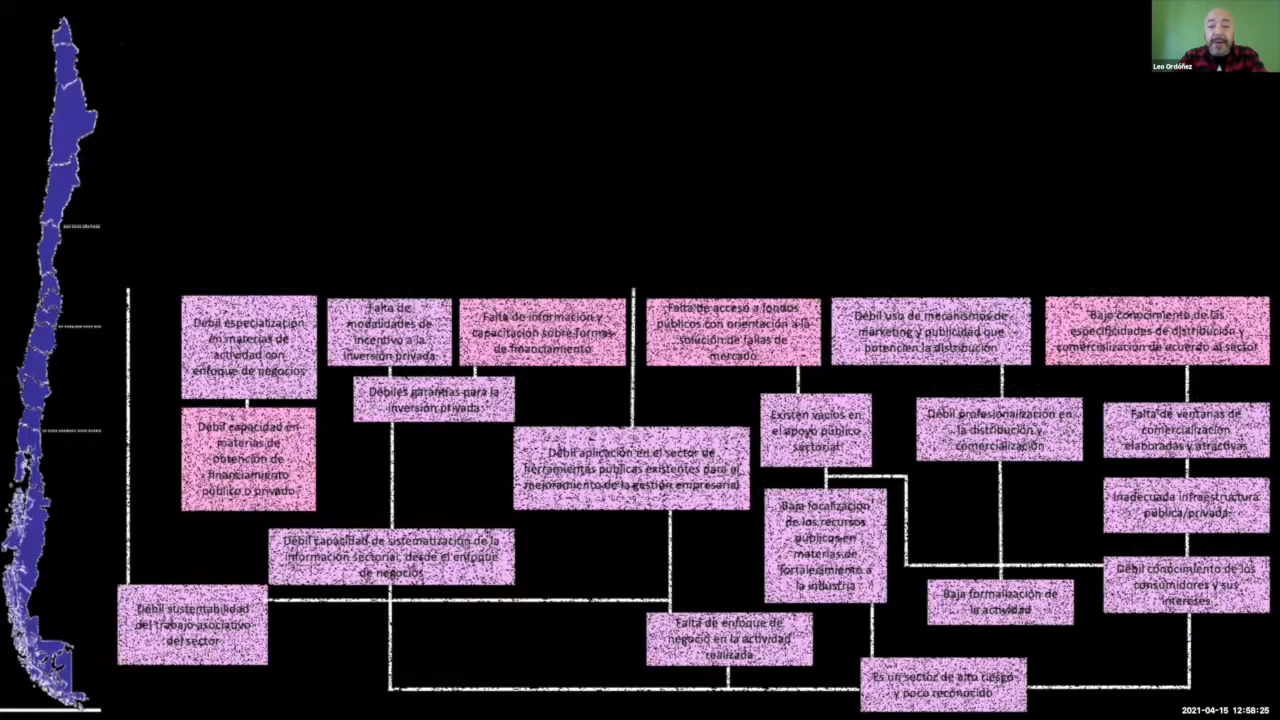 Leo Ordóñez
Débil especialización
en materias de
actividad con
enfoque de negocios
Falta de
modalidades de
incentivo a la
inversión privada
Falta de información y
capacitación sobre formas
de financiamiento
Falta de acceso a fondos
públicos con orientación a la
solución de fallas de
mercado
Débil uso de mecanismos de
marketing y publicidad que
potencien la distribución
Bajo conocimiento de las
especificidades de distribución y
comercialización de acuerdo al sector
Débiles garantías para la
inversión privada
Débil capacidad en
materias de
obtención de
financiamiento
público o privado
Existen vacíos en
el apoyo público
sectorial
Débil profesionalización en
la distribución y
comercialización
Falta de ventanas de
comercialización
elaboradas y atractivas
Débil aplicación en el sector de
herramientas públicas existentes para el
mejoramiento de la gestión empresarial
Inadecuada infraestructura
pública/privada
Baja focalización
de los recursos
públicos en
materias de
fortalecimiento a
la industria
Débil capacidad de sistematización de la
información sectorial, desde el enfoque
de negocios
Débil conocimiento de los
consumidores y sus
intereses
Baja formalización de
la actividad
Débil sustentabilidad
del trabajo asociativo
del sector
Falta de enfoque de
negocio en la actividad
realizada
Es un sector de alto riesgo
y poco reconocido
2021-04-15 12:58:25